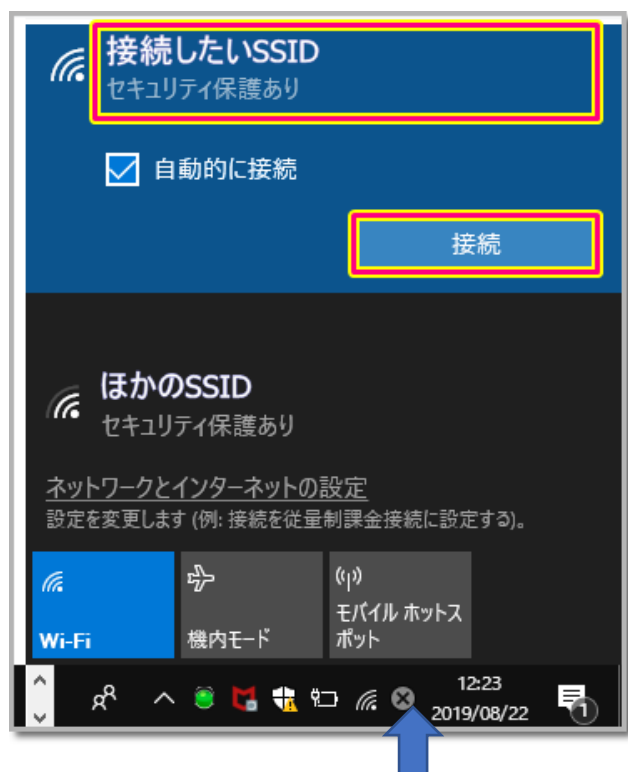 接続したいSSID
セキュリティ保護あり
自動的に接続
接続
ほかのSSID
セキュリティ保護あり
ネットワークとインターネットの設定
設定を変更します (例: 接続を従量制課金接続に設定する)。
Wi-Fi
機内モード
モバイル ホットス
ポット
12:23
2019/08/22
1